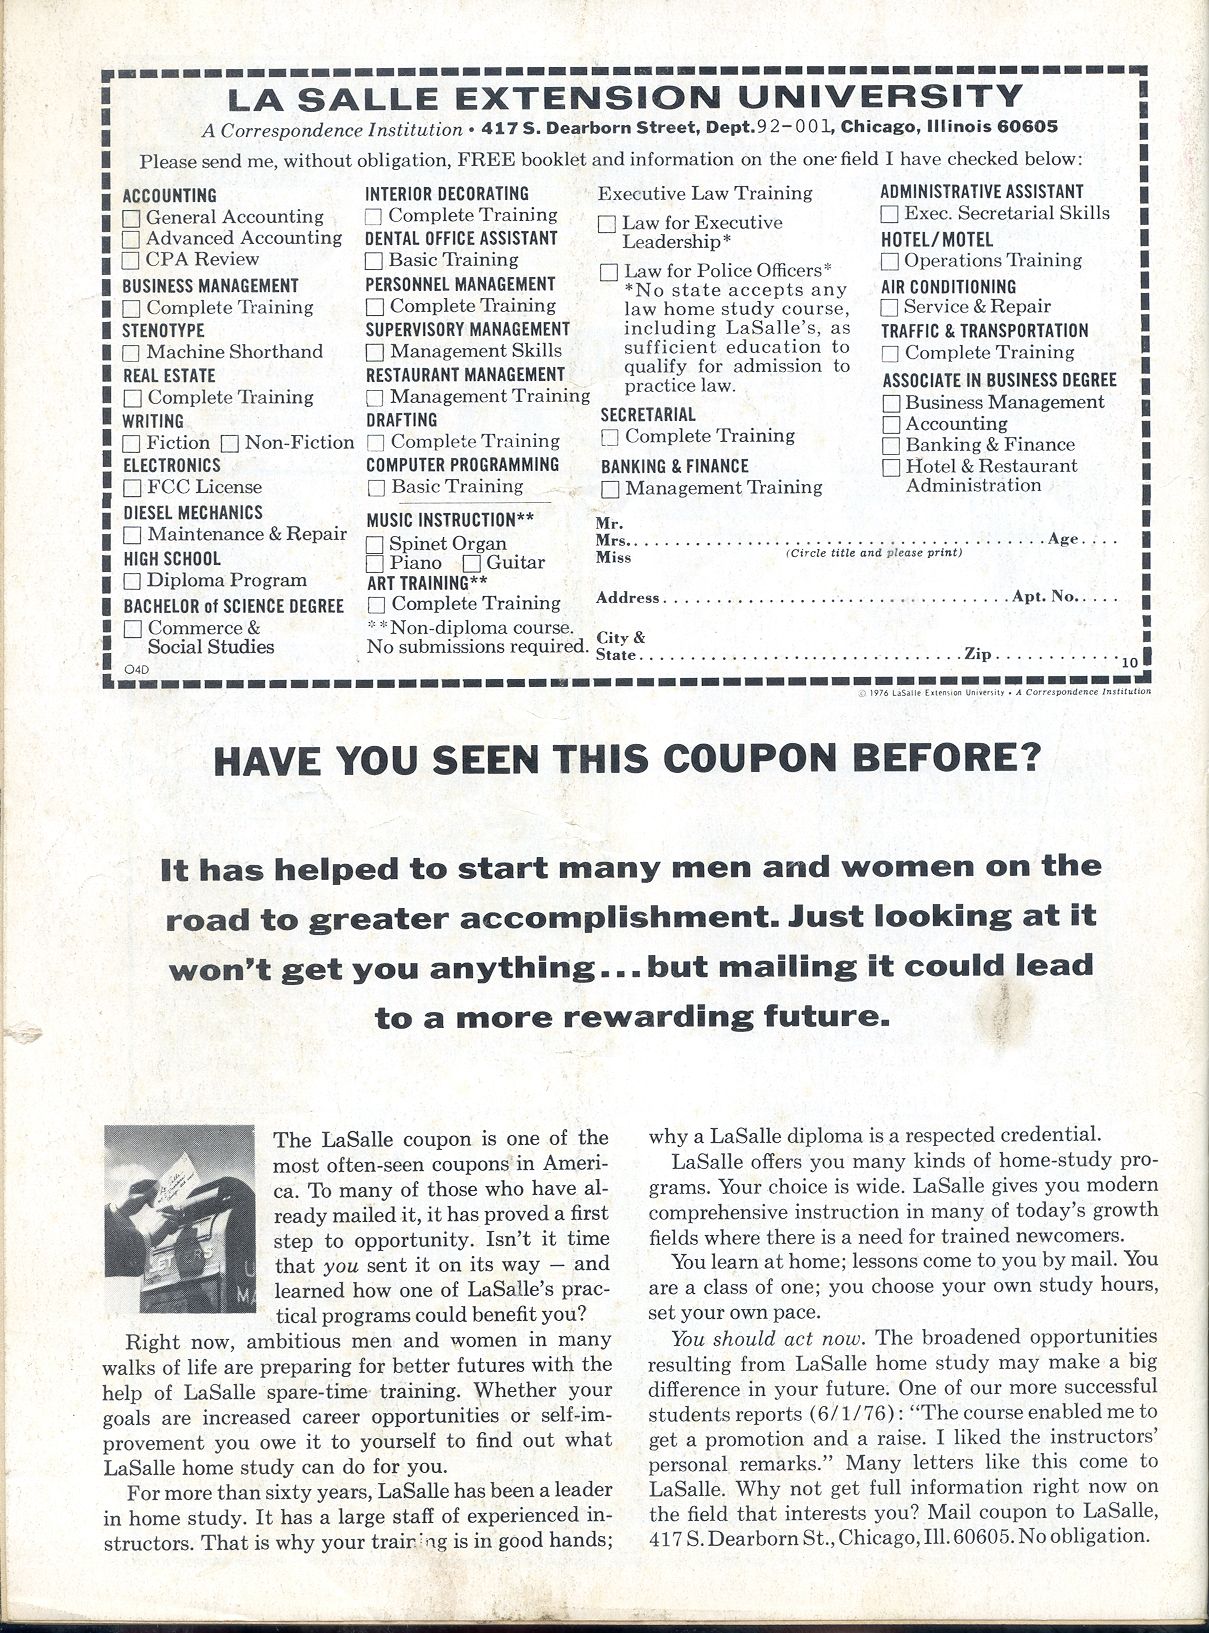 LA SALLE EXTENSION UNIVERSITY
A Correspondence Institution • 417 S. Dearborn Street, Dept. 92-001, Chicago, Illinois 60605
Please send me, without obligation, FREE booklet and information on the one field I have checked below:
ACCOUNTING
General Accounting
Advanced Accounting
CPA Review
BUSINESS MANAGEMENT
Complete Training
STENOTYPE
Machine Shorthand
REAL ESTATE
Complete Training
WRITING
Fiction Non-Fiction
ELECTRONICS
FCC License
DIESEL MECHANICS
Maintenance & Repair
HIGH SCHOOL
Diploma Program
BACHELOR of SCIENCE DEGREE
Commerce &
Social Studies
O4D
INTERIOR DECORATING
Complete Training
DENTAL OFFICE ASSISTANT
Basic Training
PERSONNEL MANAGEMENT
Complete Training
SUPERVISORY MANAGEMENT
Management Skills
RESTAURANT MANAGEMENT
Management Training
DRAFTING
Complete Training
COMPUTER PROGRAMMING
Basic Training
MUSIC INSTRUCTION**
Spinet Organ
Piano Guitar
ART TRAINING**
Complete Training
**Non-diploma course.
No submissions required.
Executive Law Training
Law for Executive
Leadership*
Law for Police Officers*
*No state accepts any
law home study course,
including LaSalle's, as
sufficient education to
qualify for admission to
practice law.
SECRETARIAL
Complete Training
BANKING & FINANCE
Management Training
ADMINISTRATIVE ASSISTANT
Exec. Secretarial Skills
HOTEL/MOTEL
Operations Training
AIR CONDITIONING
Service & Repair
TRAFFIC & TRANSPORTATION
Complete Training
ASSOCIATE IN BUSINESS DEGREE
Business Management
Accounting
Banking & Finance
Hotel & Restaurant
Administration
Mr.
Mrs. Age
Miss (Circle title and please print)
Address Apt. No.
City &
State Zip 10
© 1976 LaSalle Extension University • A Correspondence Institution
HAVE YOU SEEN THIS COUPON BEFORE?
It has helped to start many men and women on the
road to greater accomplishment. Just looking at it
won't get you anything...but mailing it could lead
to a more rewarding future.
LETTERS
U
MA
The LaSalle coupon is one of the
most often-seen coupons in Ameri-
ca. To many of those who have al-
ready mailed it, it has proved a first
step to opportunity. Isn't it time
that you sent it on its way — and
learned how one of LaSalle's prac-
tical programs could benefit you?
Right now, ambitious men and women in many
walks of life are preparing for better futures with the
help of LaSalle spare-time training. Whether your
goals are increased career opportunities or self-im-
provement you owe it to yourself to find out what
LaSalle home study can do for you.
For more than sixty years, LaSalle has been a leader
in home study. It has a large staff of experienced in-
structors. That is why your training is in good hands;
why a LaSalle diploma is a respected credential.
LaSalle offers you many kinds of home-study pro-
grams. Your choice is wide. LaSalle gives you modern
comprehensive instruction in many of today's growth
fields where there is a need for trained newcomers.
You learn at home; lessons come to you by mail. You
are a class of one; you choose your own study hours,
set your own pace.
You should act now. The broadened opportunities
resulting from LaSalle home study may make a big
difference in your future. One of our more successful
students reports (6/1/76): "The course enabled me to
get a promotion and a raise. I liked the instructors'
personal remarks." Many letters like this come to
LaSalle. Why not get full information right now on
the field that interests you? Mail coupon to LaSalle,
417 S. Dearborn St., Chicago, Ill. 60605. No obligation.